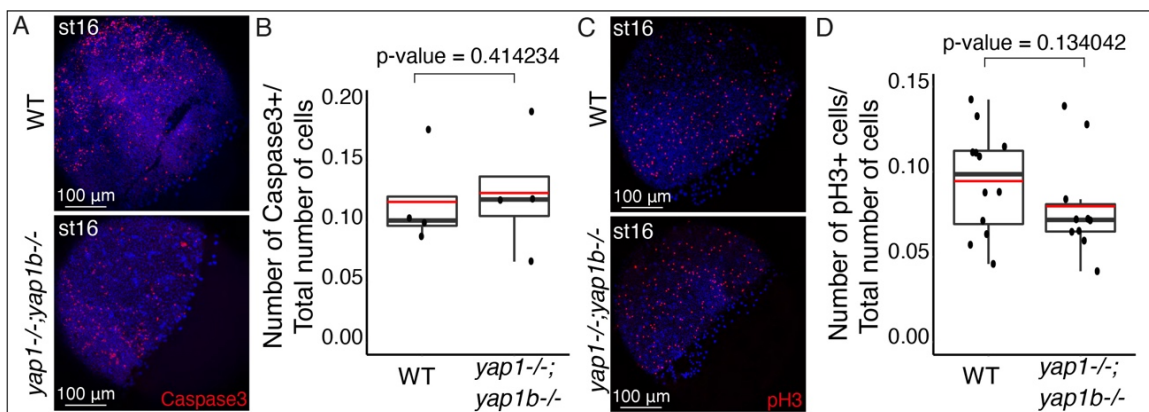 A
st16
WT
100 µm
st16
yap1-/-;yap1b-/-
100 µm
Caspase3
B
p-value = 0.414234
Number of Caspase3+/
Total number of cells
0.20
0.15
0.10
0.05
0.00
WT
yap1-/-;
yap1b-/-
C
st16
WT
100 µm
st16
yap1-/-;yap1b-/-
100 µm
pH3
D
p-value = 0.134042
Number of pH3+ cells/
Total number of cells
0.15
0.10
0.05
0.00
WT
yap1-/-;
yap1b-/-